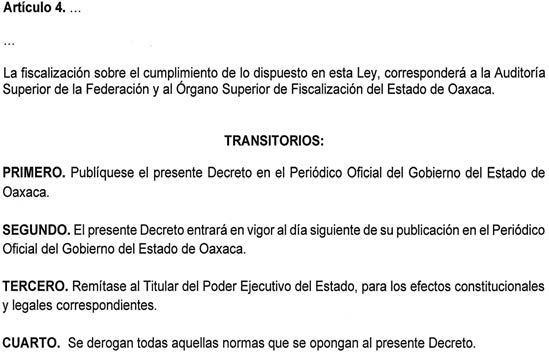 Artículo 4. ...
...
La fiscalización sobre el cumplimiento de lo dispuesto en esta Ley, corresponderá a la Auditoría
Superior de la Federación y al Órgano Superior de Fiscalización del Estado de Oaxaca.
TRANSITORIOS:
PRIMERO. Publíquese el presente Decreto en el Periódico Oficial del Gobierno del Estado de
Oaxaca.
SEGUNDO. El presente Decreto entrará en vigor al día siguiente de su publicación en el Periódico
Oficial del Gobierno del Estado de Oaxaca.
TERCERO. Remítase al Titular del Poder Ejecutivo del Estado, para los efectos constitucionales
y legales correspondientes.
CUARTO. Se derogan todas aquellas normas que se opongan al presente Decreto.